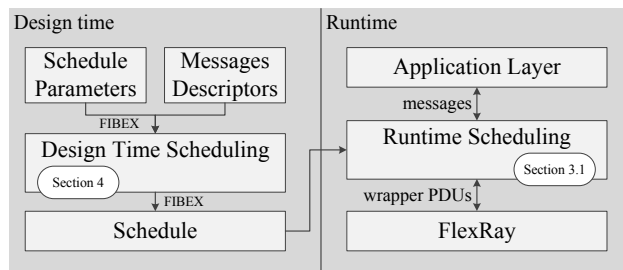 Design time
Schedule
Parameters
Messages
Descriptors
FIBEX
Design Time Scheduling
Section 4
FIBEX
Schedule
Runtime
Application Layer
messages
Runtime Scheduling
Section 3.1
wrapper PDUs
FlexRay